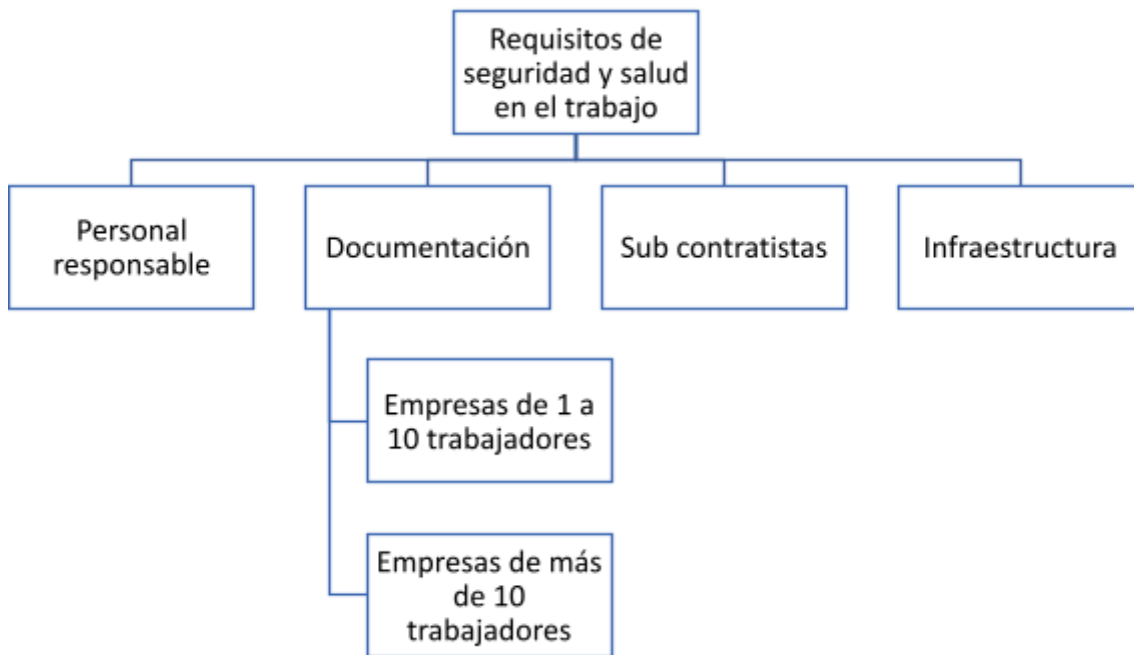 Requisitos de
seguridad y salud
en el trabajo
Personal
responsable
Documentación
Sub contratistas
Infraestructura
Empresas de 1 a
10 trabajadores
Empresas de más
de 10
trabajadores